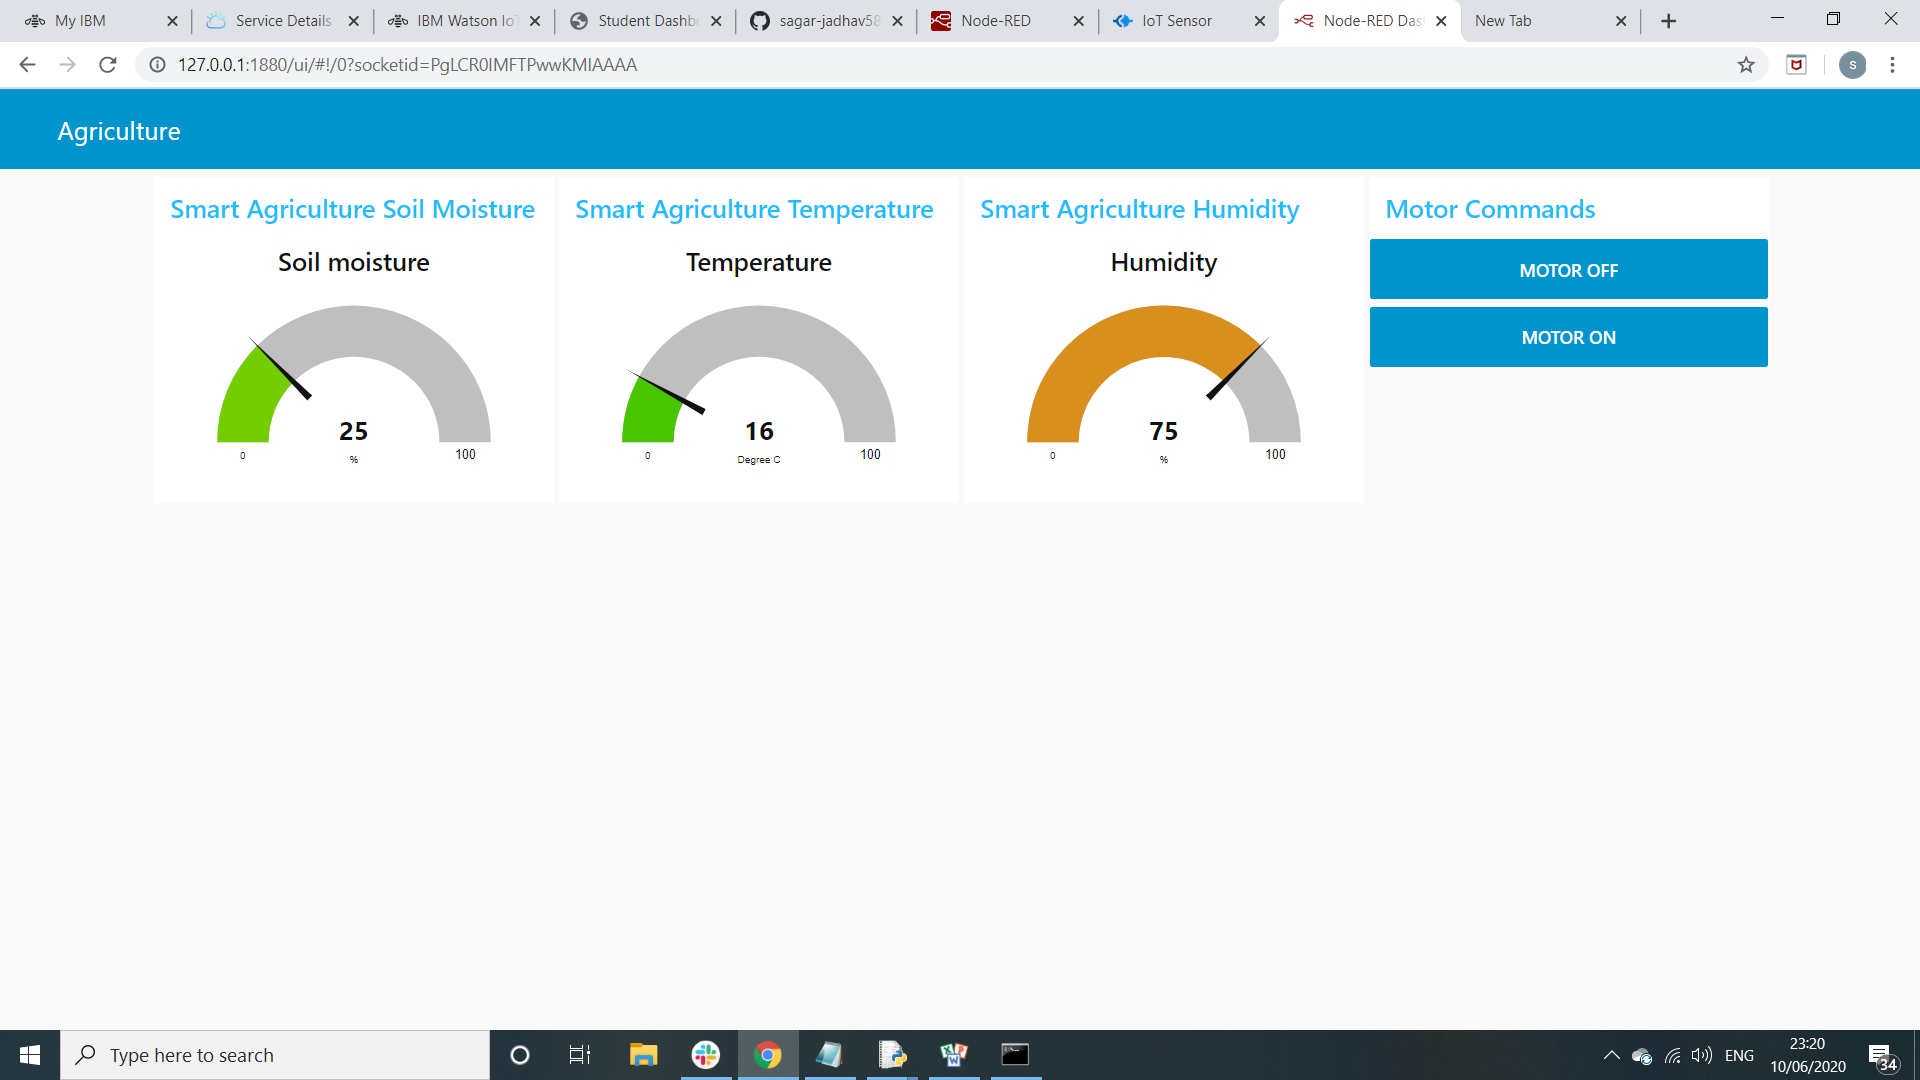 My IBM
Service Details
IBM Watson IoT
Student Dashbo
sagar-jadhav58
Node-RED
IoT Sensor
Node-RED Das
New Tab
127.0.0.1:1880/ui/#!/0?socketid=PgLCR0IMFTPwwKMIAAAA
s
Agriculture
Smart Agriculture Soil Moisture
Soil moisture
25
%
0
100
Smart Agriculture Temperature
Temperature
16
Degree C
0
100
Smart Agriculture Humidity
Humidity
75
%
0
100
Motor Commands
MOTOR OFF
MOTOR ON
Type here to search
ENG
23:20
10/06/2020
34